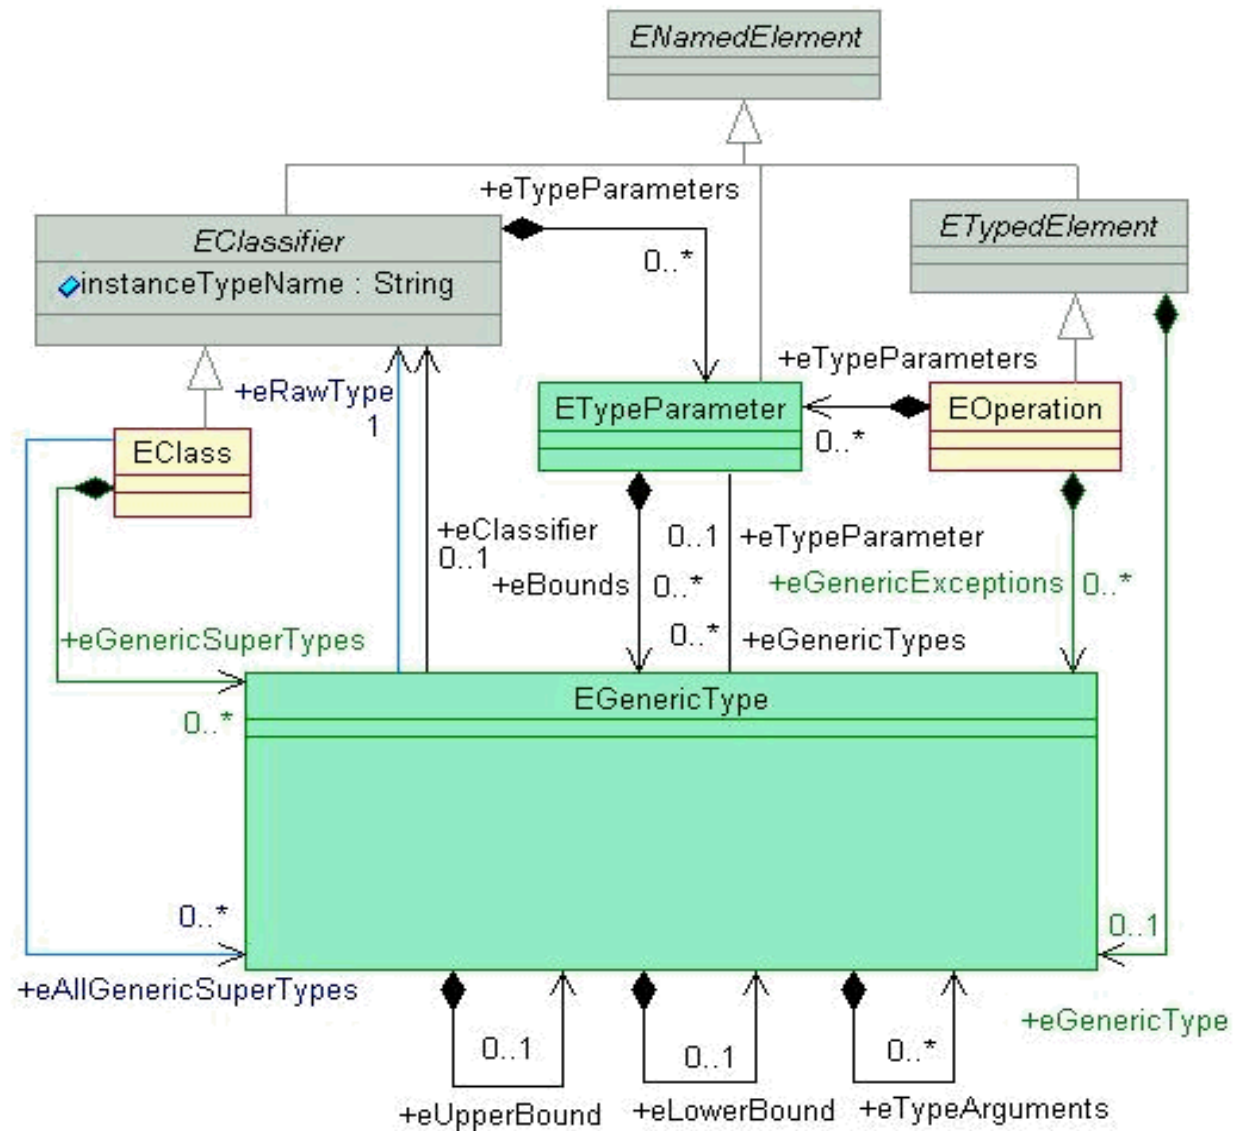 ENamedElement
+eTypeParameters
0..*
EClassifier
instanceTypeName : String
ETypedElement
+eRawType
1
+eTypeParameters
0..*
ETypeParameter
EOperation
EClass
+eClassifier
0..1
0..1
+eTypeParameter
+eBounds
0..*
+eGenericExceptions
0..*
0..*
+eGenericTypes
+eGenericSuperTypes
0..*
EGenericType
0..*
+eAllGenericSuperTypes
0..1
+eGenericType
0..1
+eUpperBound
0..1
+eLowerBound
0..*
+eTypeArguments